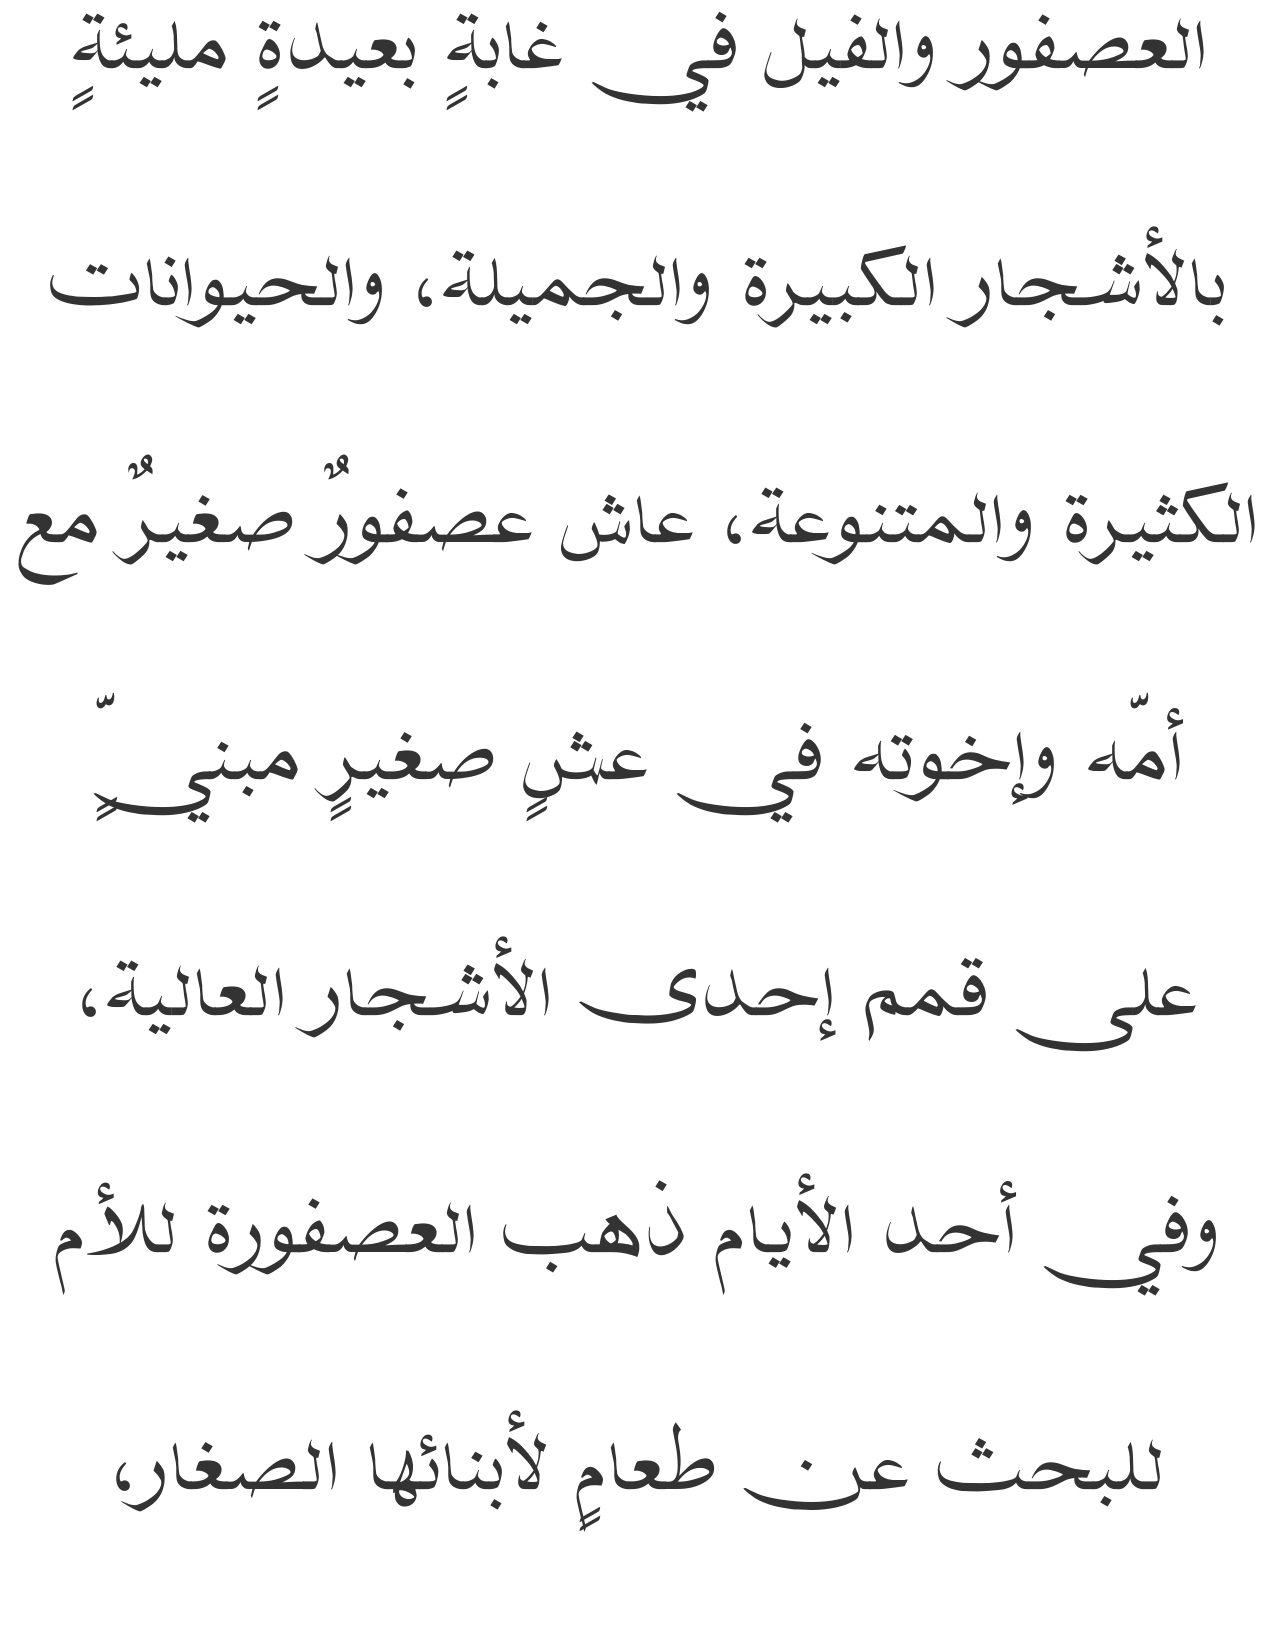 العصفور والفيل في غابةٍ بعيدةٍ مليئةٍ
بالأشجار الكبيرة والجميلة، والحيوانات
الكثيرة والمتنوعة، عاش عصفورٌ صغيرٌ مع
أمّه وإخوته في عشٍ صغيرٍ مبنيٍّ
على قمم إحدى الأشجار العالية،
وفي أحد الأيام ذهب العصفورة للأم
للبحث عن طعامٍ لأبنائها الصغار،